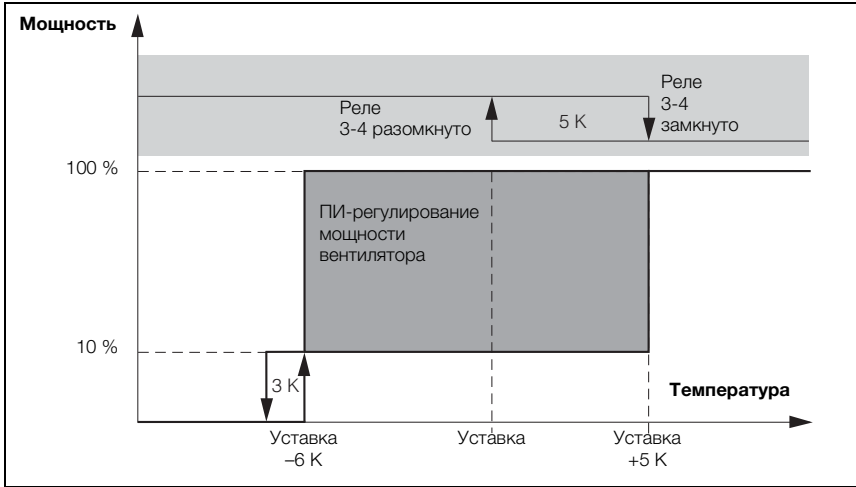 Мощность
Реле
3-4 разомкнуто
5 K
Реле
3-4
замкнуто
100 %
ПИ-регулирование
мощности
вентилятора
10 %
3 K
Температура
Уставка
–6 K
Уставка
Уставка
+5 K